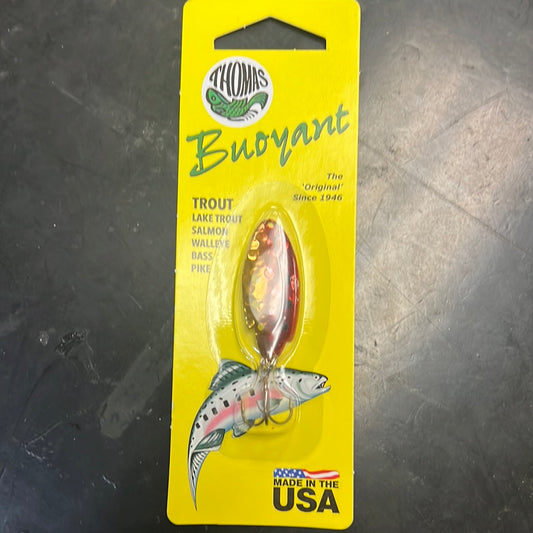 THOMAS
Buoyant
The
'Original'
Since 1946
TROUT
LAKE TROUT
SALMON
WALLEYE
BASS
PIKE
MADE IN THE
USA